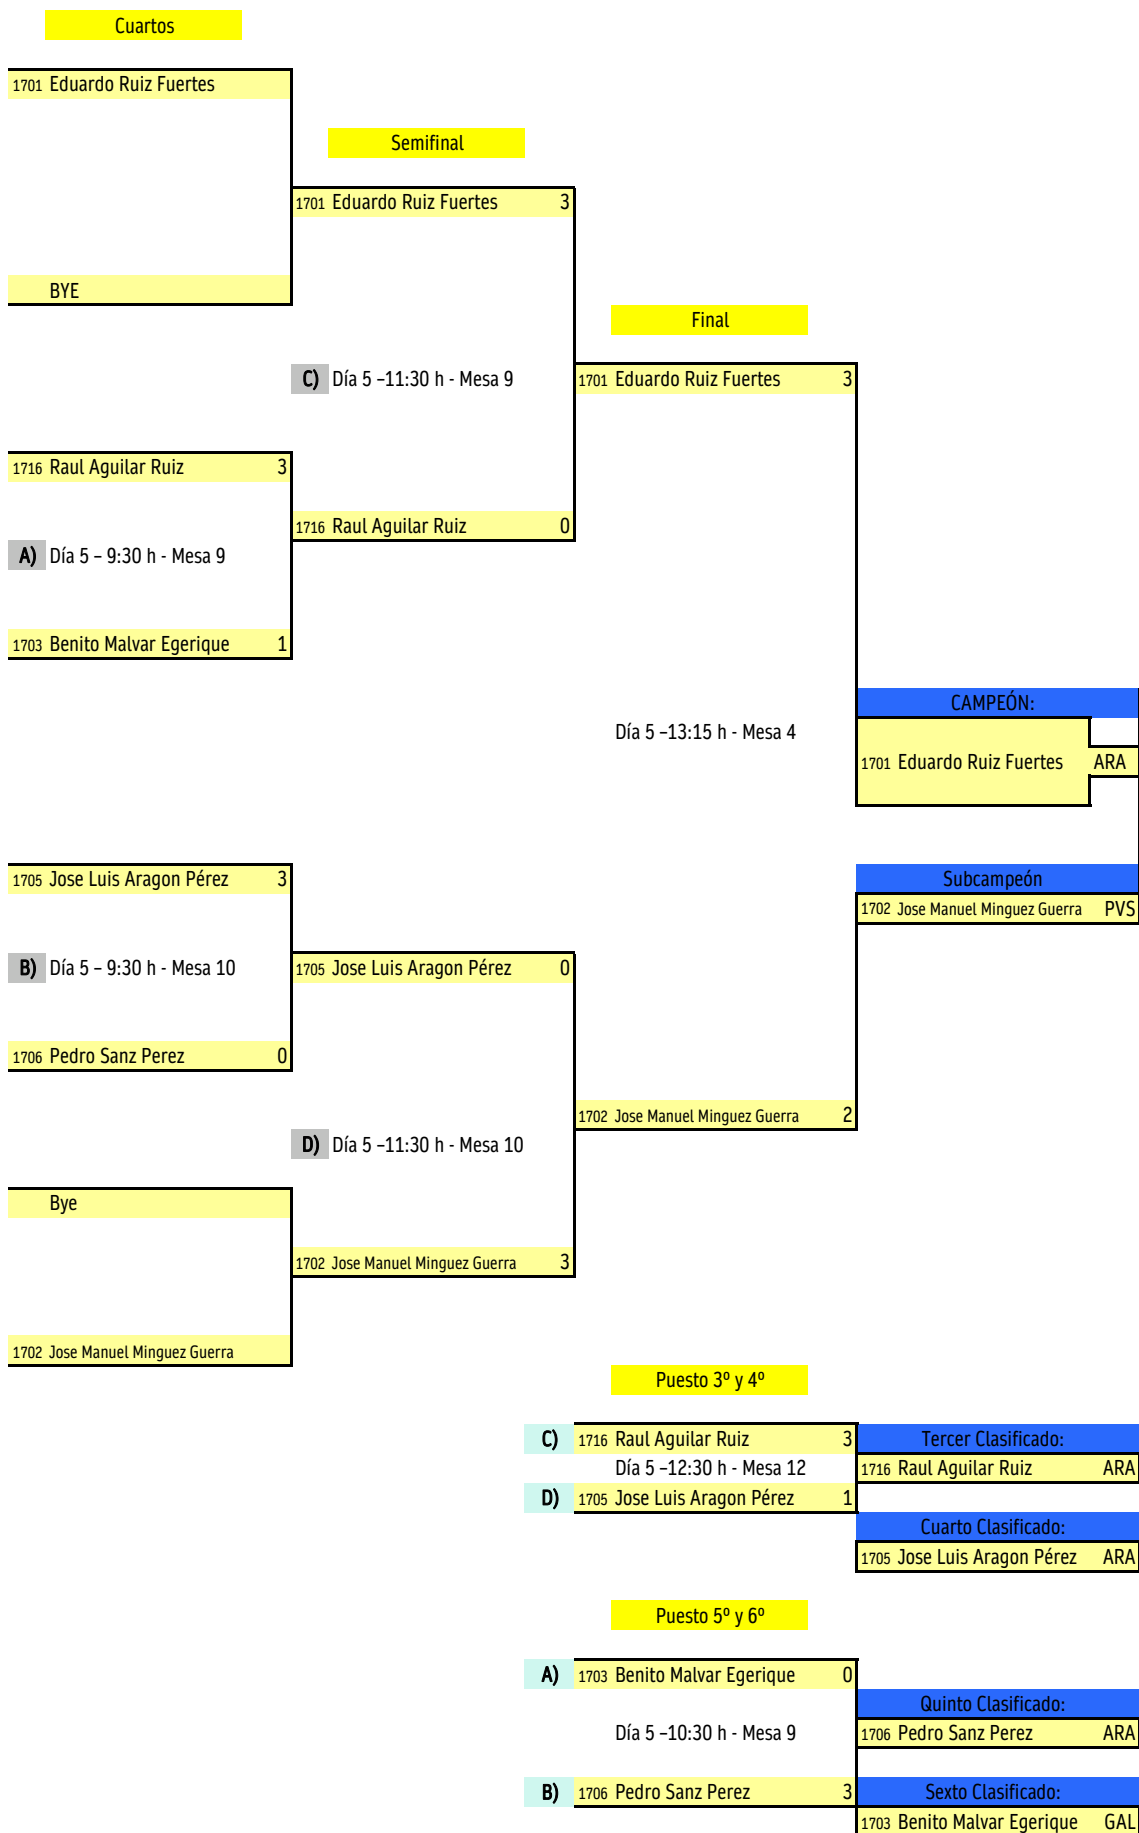 Cuartos
1701 Eduardo Ruiz Fuertes
Semifinal
1701 Eduardo Ruiz Fuertes 3
BYE
Final
C) Día 5 –11:30 h - Mesa 9
1701 Eduardo Ruiz Fuertes 3
1716 Raul Aguilar Ruiz 3
1716 Raul Aguilar Ruiz 0
A) Día 5 – 9:30 h - Mesa 9
1703 Benito Malvar Egerique 1
CAMPEÓN:
Día 5 –13:15 h - Mesa 4
1701 Eduardo Ruiz Fuertes ARA
1705 Jose Luis Aragon Pérez 3
Subcampeón
1702 Jose Manuel Minguez Guerra PVS
B) Día 5 – 9:30 h - Mesa 10
1705 Jose Luis Aragon Pérez 0
1706 Pedro Sanz Perez 0
1702 Jose Manuel Minguez Guerra 2
D) Día 5 –11:30 h - Mesa 10
Bye
1702 Jose Manuel Minguez Guerra 3
1702 Jose Manuel Minguez Guerra
Puesto 3º y 4º
C) 1716 Raul Aguilar Ruiz 3
Tercer Clasificado:
Día 5 –12:30 h - Mesa 12
1716 Raul Aguilar Ruiz ARA
D) 1705 Jose Luis Aragon Pérez 1
Cuarto Clasificado:
1705 Jose Luis Aragon Pérez ARA
Puesto 5º y 6º
A) 1703 Benito Malvar Egerique 0
Quinto Clasificado:
Día 5 –10:30 h - Mesa 9
1706 Pedro Sanz Perez ARA
B) 1706 Pedro Sanz Perez 3
Sexto Clasificado:
1703 Benito Malvar Egerique GAL